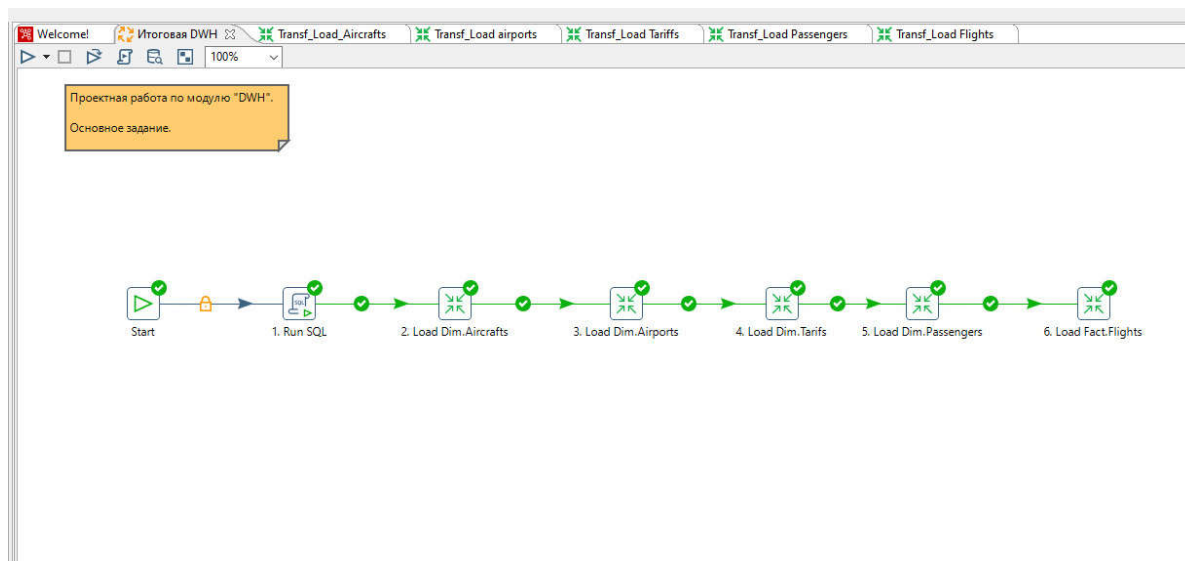 Welcome!
Итоговая DWH
Transf_Load_Aircrafts
Transf_Load airports
Transf_Load Tariffs
Transf_Load Passengers
Transf_Load Flights
100%
Проектная работа по модулю "DWH".
Основное задание.
SQL
Start
1. Run SQL
2. Load Dim.Aircrafts
3. Load Dim.Airports
4. Load Dim.Tarifs
5. Load Dim.Passengers
6. Load Fact.Flights